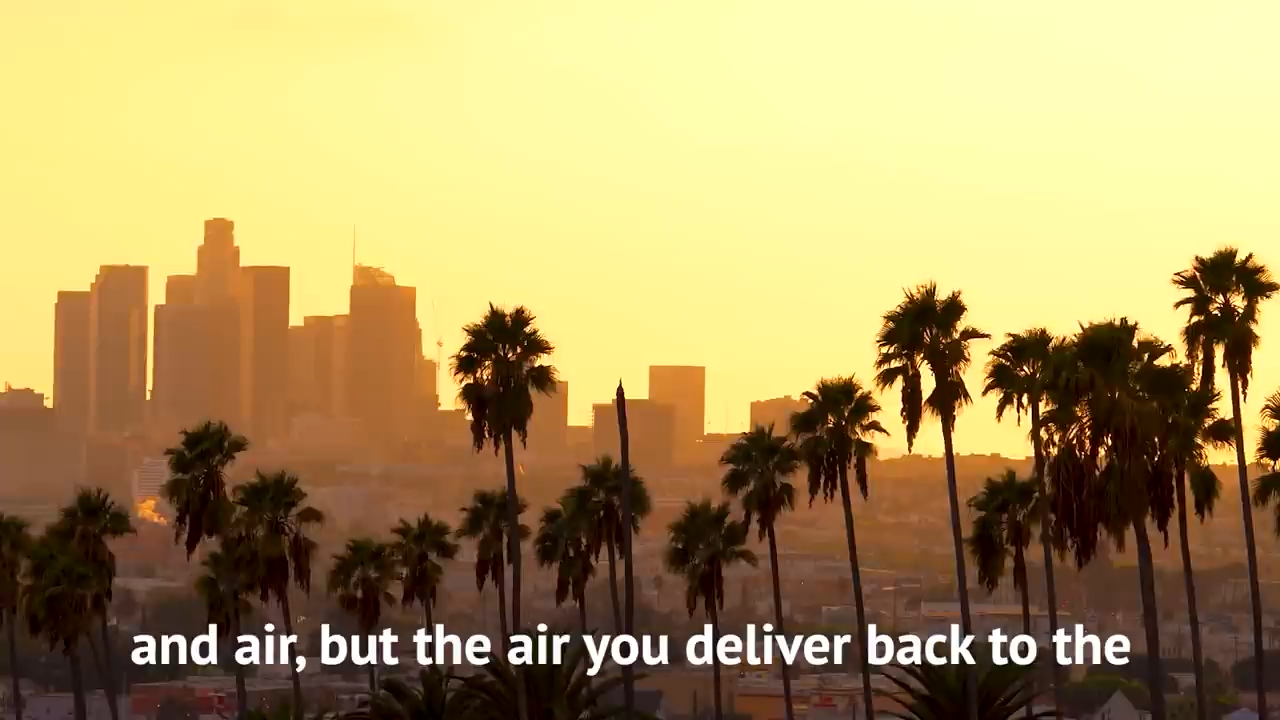 and air, but the air you deliver back to the